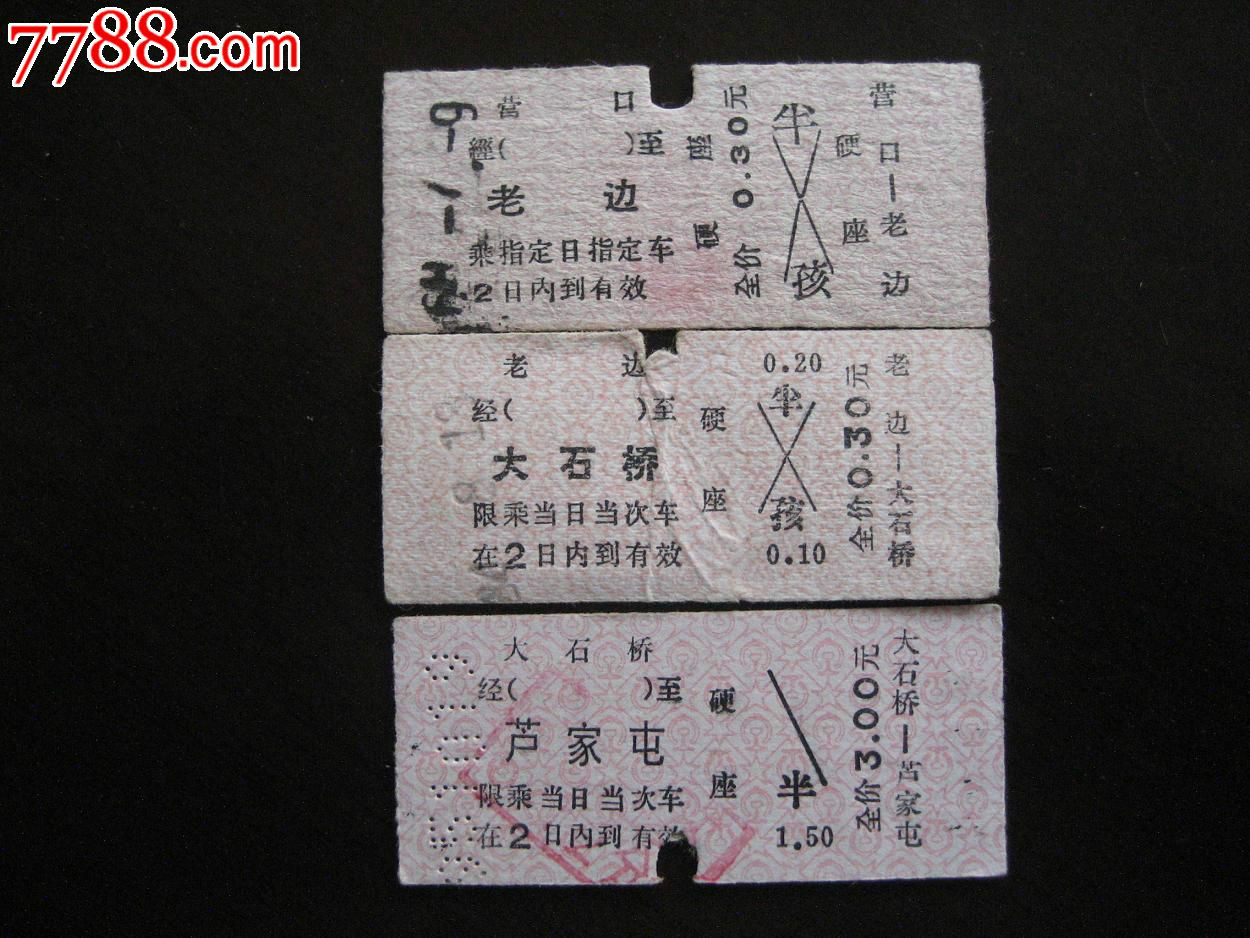 7788.com
营 口
經( )至
老 边
乘指定日指定车
2日内到有效
硬 座
全价 0.30元
半
孩
硬 座
营口—老边
老 边
经( )至
大石桥
限乘当日当次车
在2日内到有效
硬 座
0.20
半
孩
0.10
全价0.30元
老边—大石桥
大石桥
经( )至
芦家屯
限乘当日当次车
在2日内到有效
硬 座
半
1.50
全价3.00元
大石桥—芦家屯